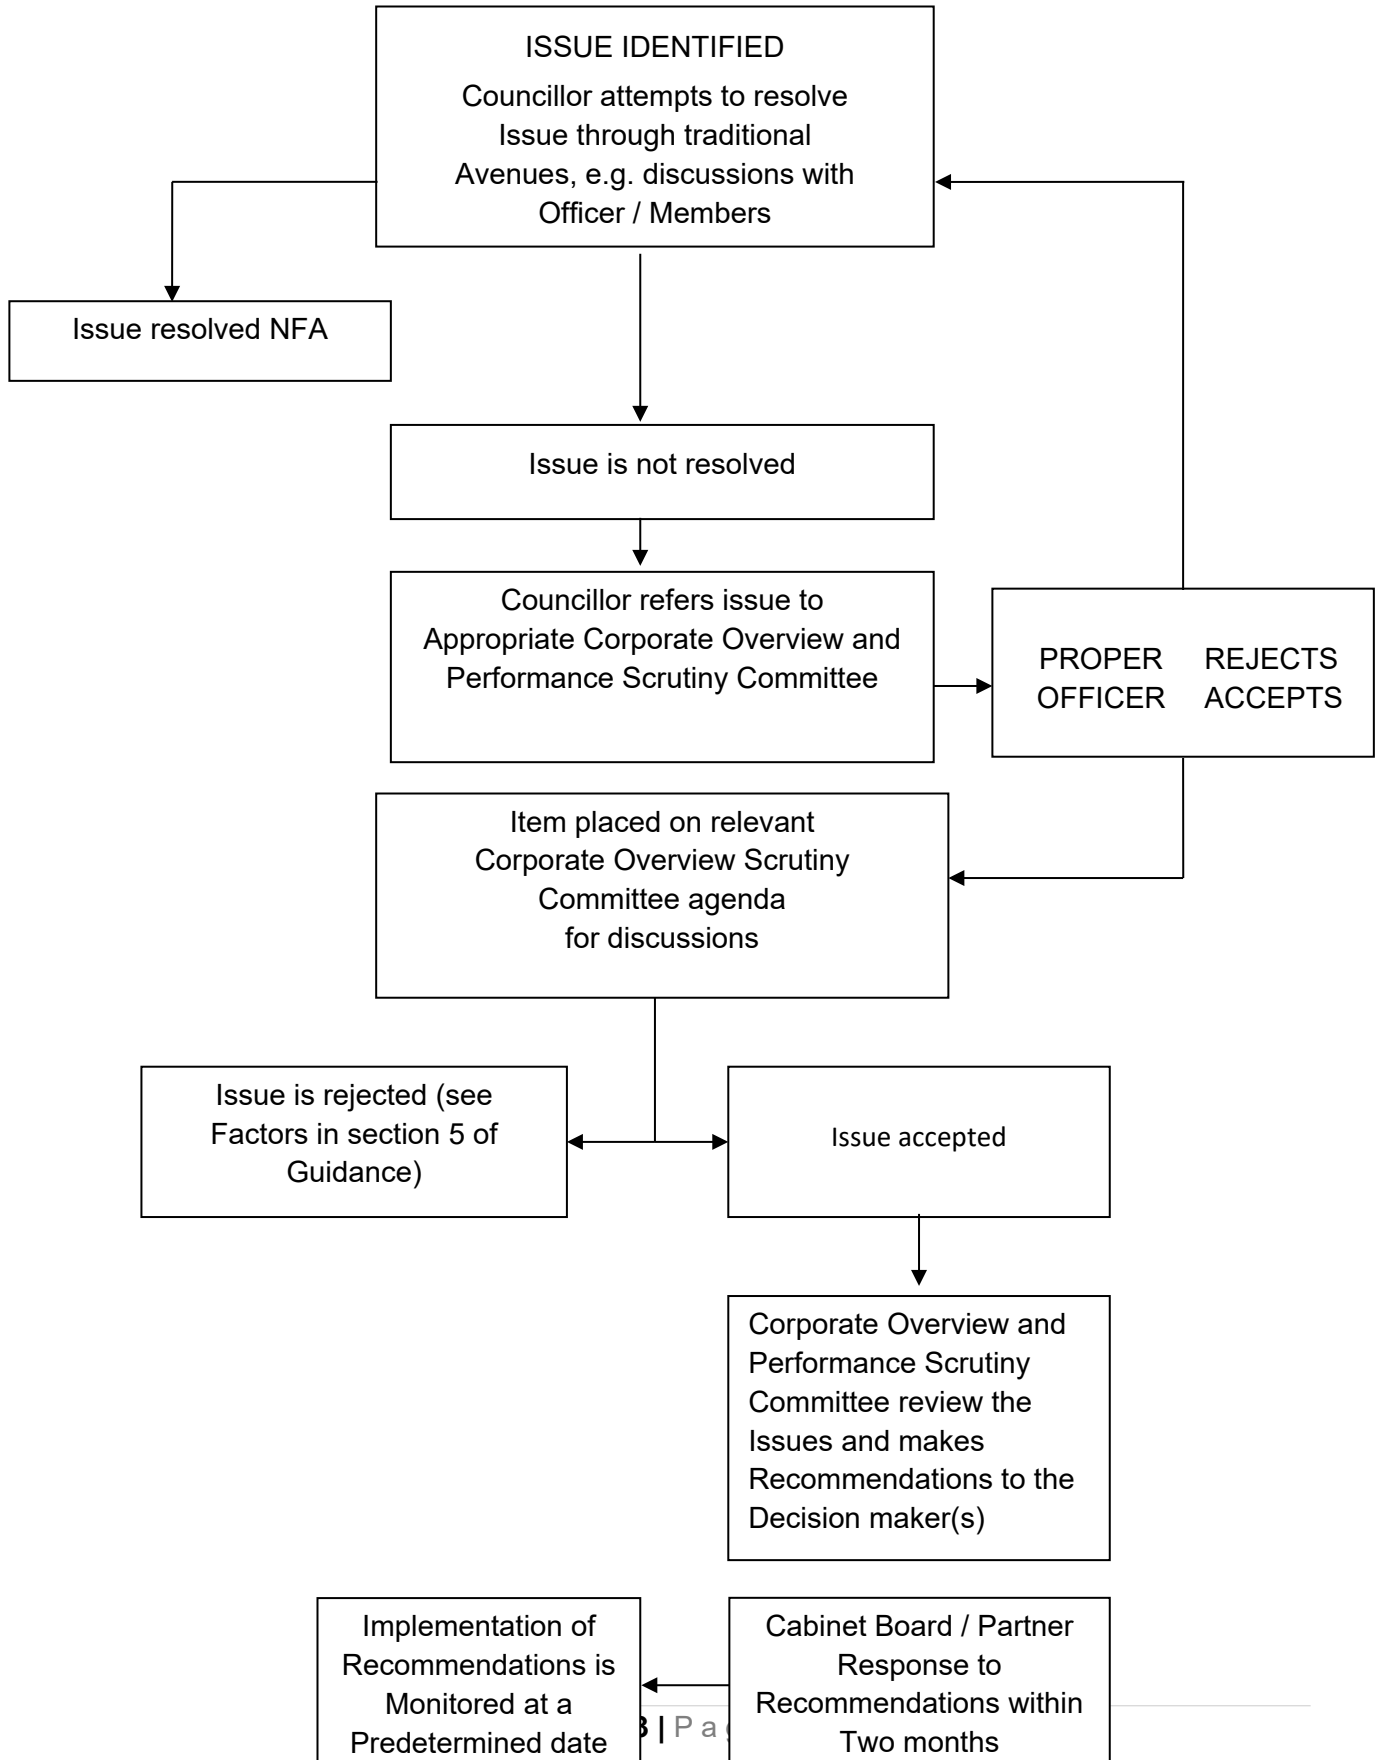 ISSUE IDENTIFIED
Councillor attempts to resolve
Issue through traditional
Avenues, e.g. discussions with
Officer / Members
Issue resolved NFA
Issue is not resolved
Councillor refers issue to
Appropriate Corporate Overview and
Performance Scrutiny Committee
PROPER REJECTS
OFFICER ACCEPTS
Item placed on relevant
Corporate Overview Scrutiny
Committee agenda
for discussions
Issue is rejected (see
Factors in section 5 of
Guidance)
Issue accepted
Corporate Overview and
Performance Scrutiny
Committee review the
Issues and makes
Recommendations to the
Decision maker(s)
Implementation of
Recommendations is
Monitored at a
Predetermined date
Cabinet Board / Partner
Response to
Recommendations within
Two months